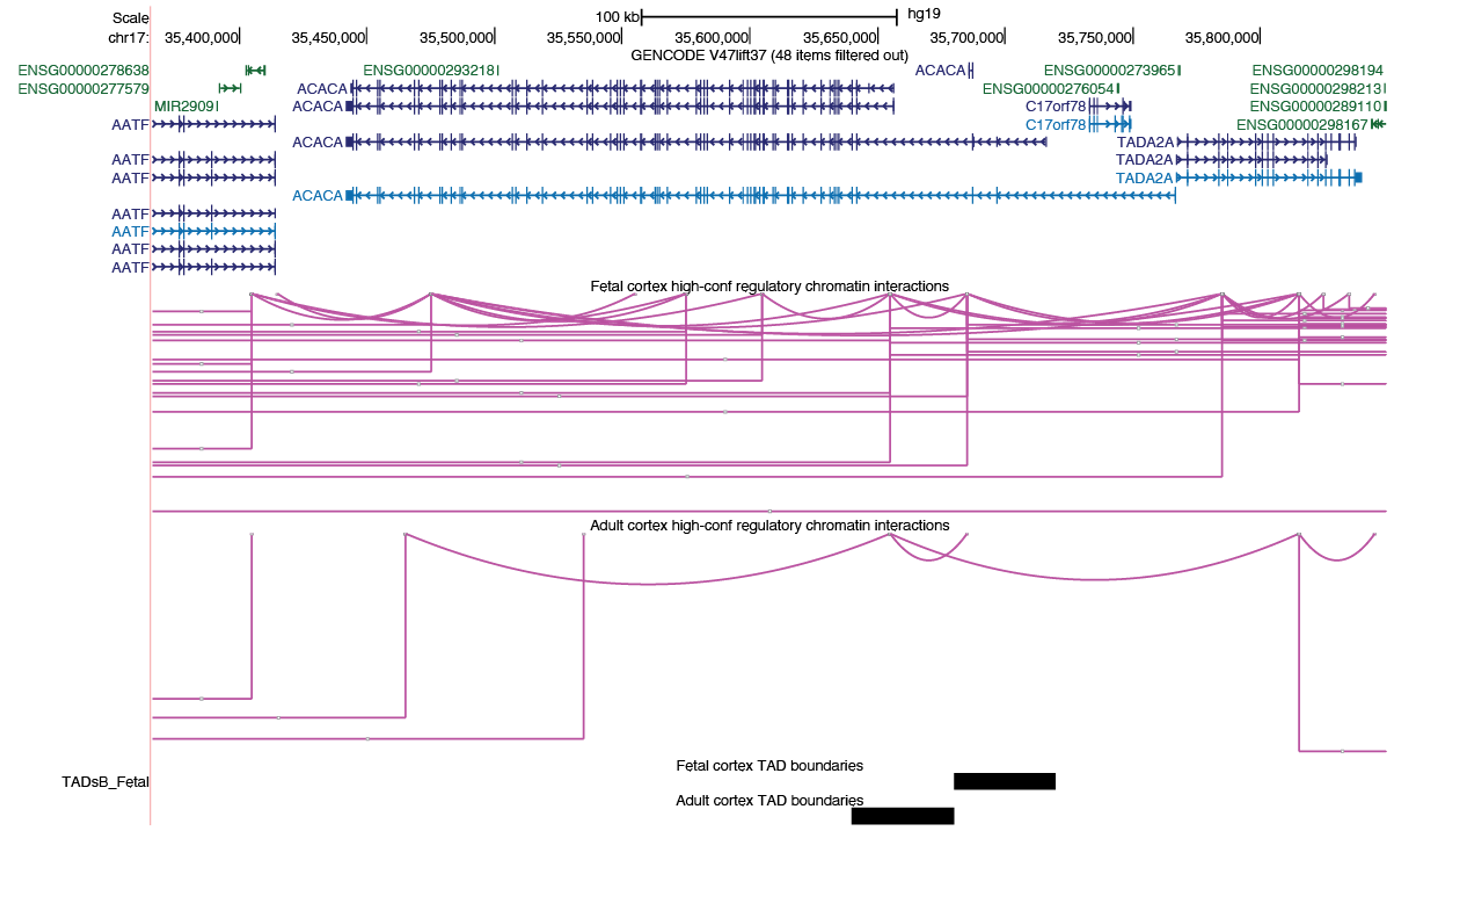 Scale 100 kb hg19
chr17: 35,400,000 35,450,000 35,500,000 35,550,000 35,600,000 35,650,000 35,700,000 35,750,000 35,800,000
GENCODE V47lift37 (48 items filtered out)
ENSG00000278638 ENSG00000293218 ACACA ENSG00000273965 ENSG00000298194
ENSG00000277579 ACACA ENSG00000276054 ENSG00000298213
MIR2909 ACACA C17orf78 ENSG00000289110
AATF C17orf78 ENSG00000298167
ACACA TADA2A
AATF TADA2A
AATF TADA2A
ACACA
AATF
AATF
AATF
AATF
Fetal cortex high-conf regulatory chromatin interactions
Adult cortex high-conf regulatory chromatin interactions
Fetal cortex TAD boundaries
TADsB_Fetal
Adult cortex TAD boundaries